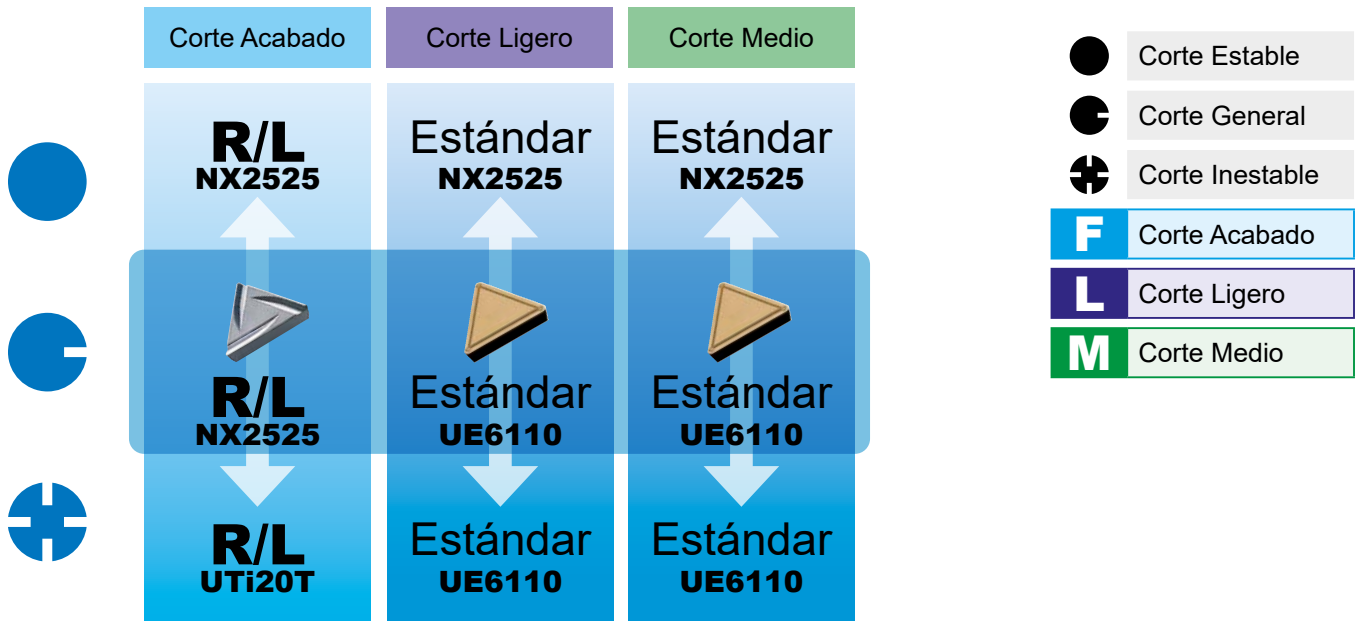 Corte Acabado
Corte Ligero
Corte Medio
R/L
NX2525
Estándar
NX2525
Estándar
NX2525
R/L
NX2525
Estándar
UE6110
Estándar
UE6110
R/L
UTi20T
Estándar
UE6110
Estándar
UE6110
Corte Estable
Corte General
Corte Inestable
F Corte Acabado
L Corte Ligero
M Corte Medio